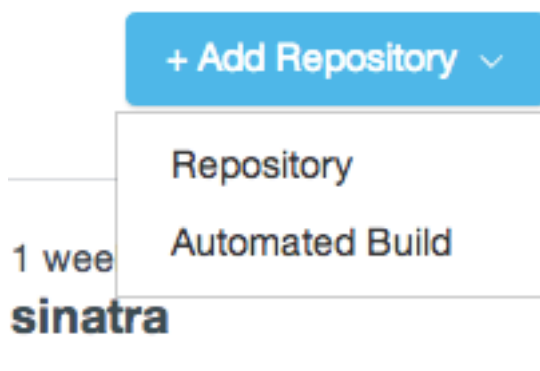 + Add Repository
Repository
Automated Build
1 wee
sinatra